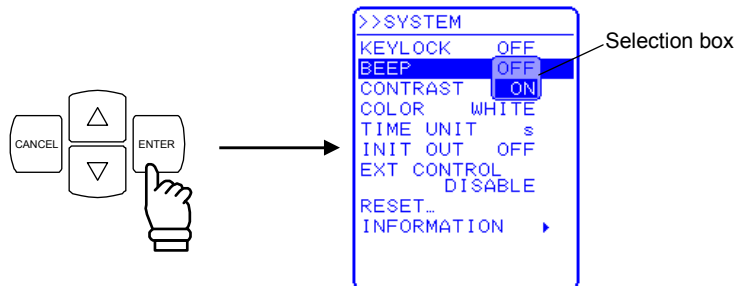 >>SYSTEM
KEYLOCK OFF
BEEP OFF
CONTRAST ON
COLOR WHITE
TIME UNIT s
INIT OUT OFF
EXT CONTROL
DISABLE
RESET…
INFORMATION
Selection box
CANCEL
ENTER